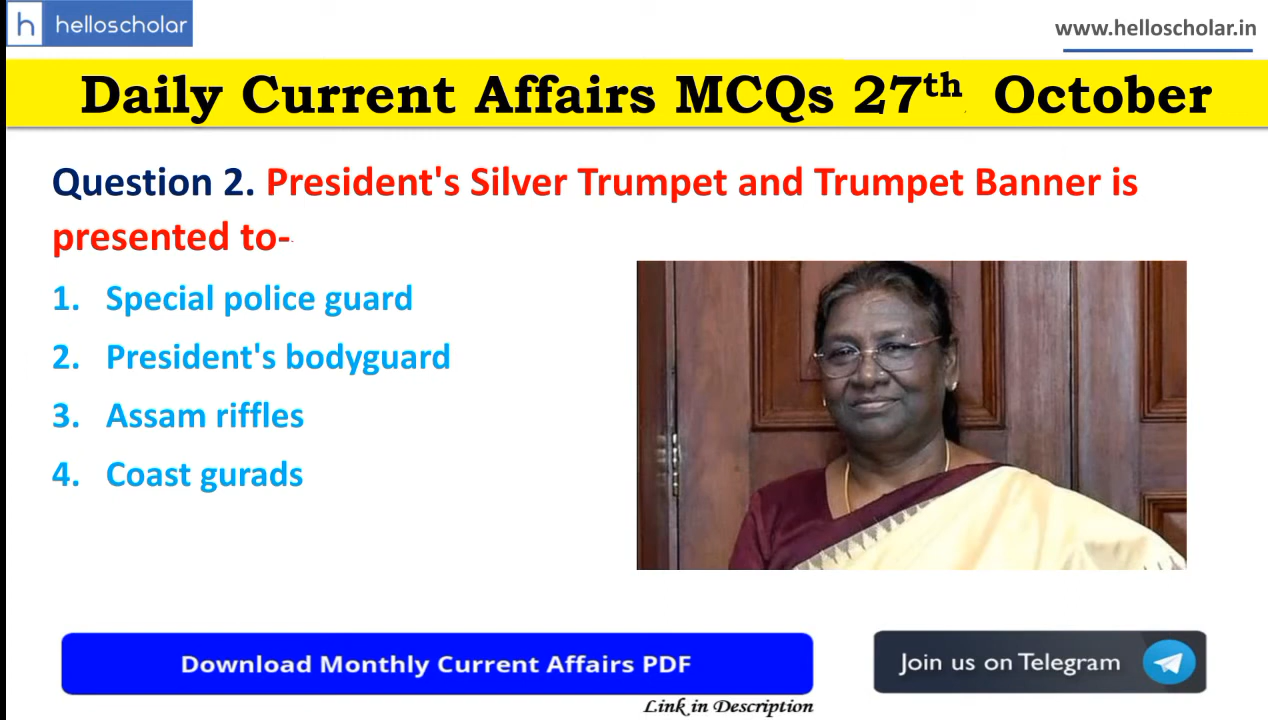 h helloscholar
www.helloscholar.in
Daily Current Affairs MCQs 27th October
Question 2. President's Silver Trumpet and Trumpet Banner is
presented to-
1. Special police guard
2. President's bodyguard
3. Assam riffles
4. Coast gurads
Download Monthly Current Affairs PDF
Join us on Telegram
Link in Description